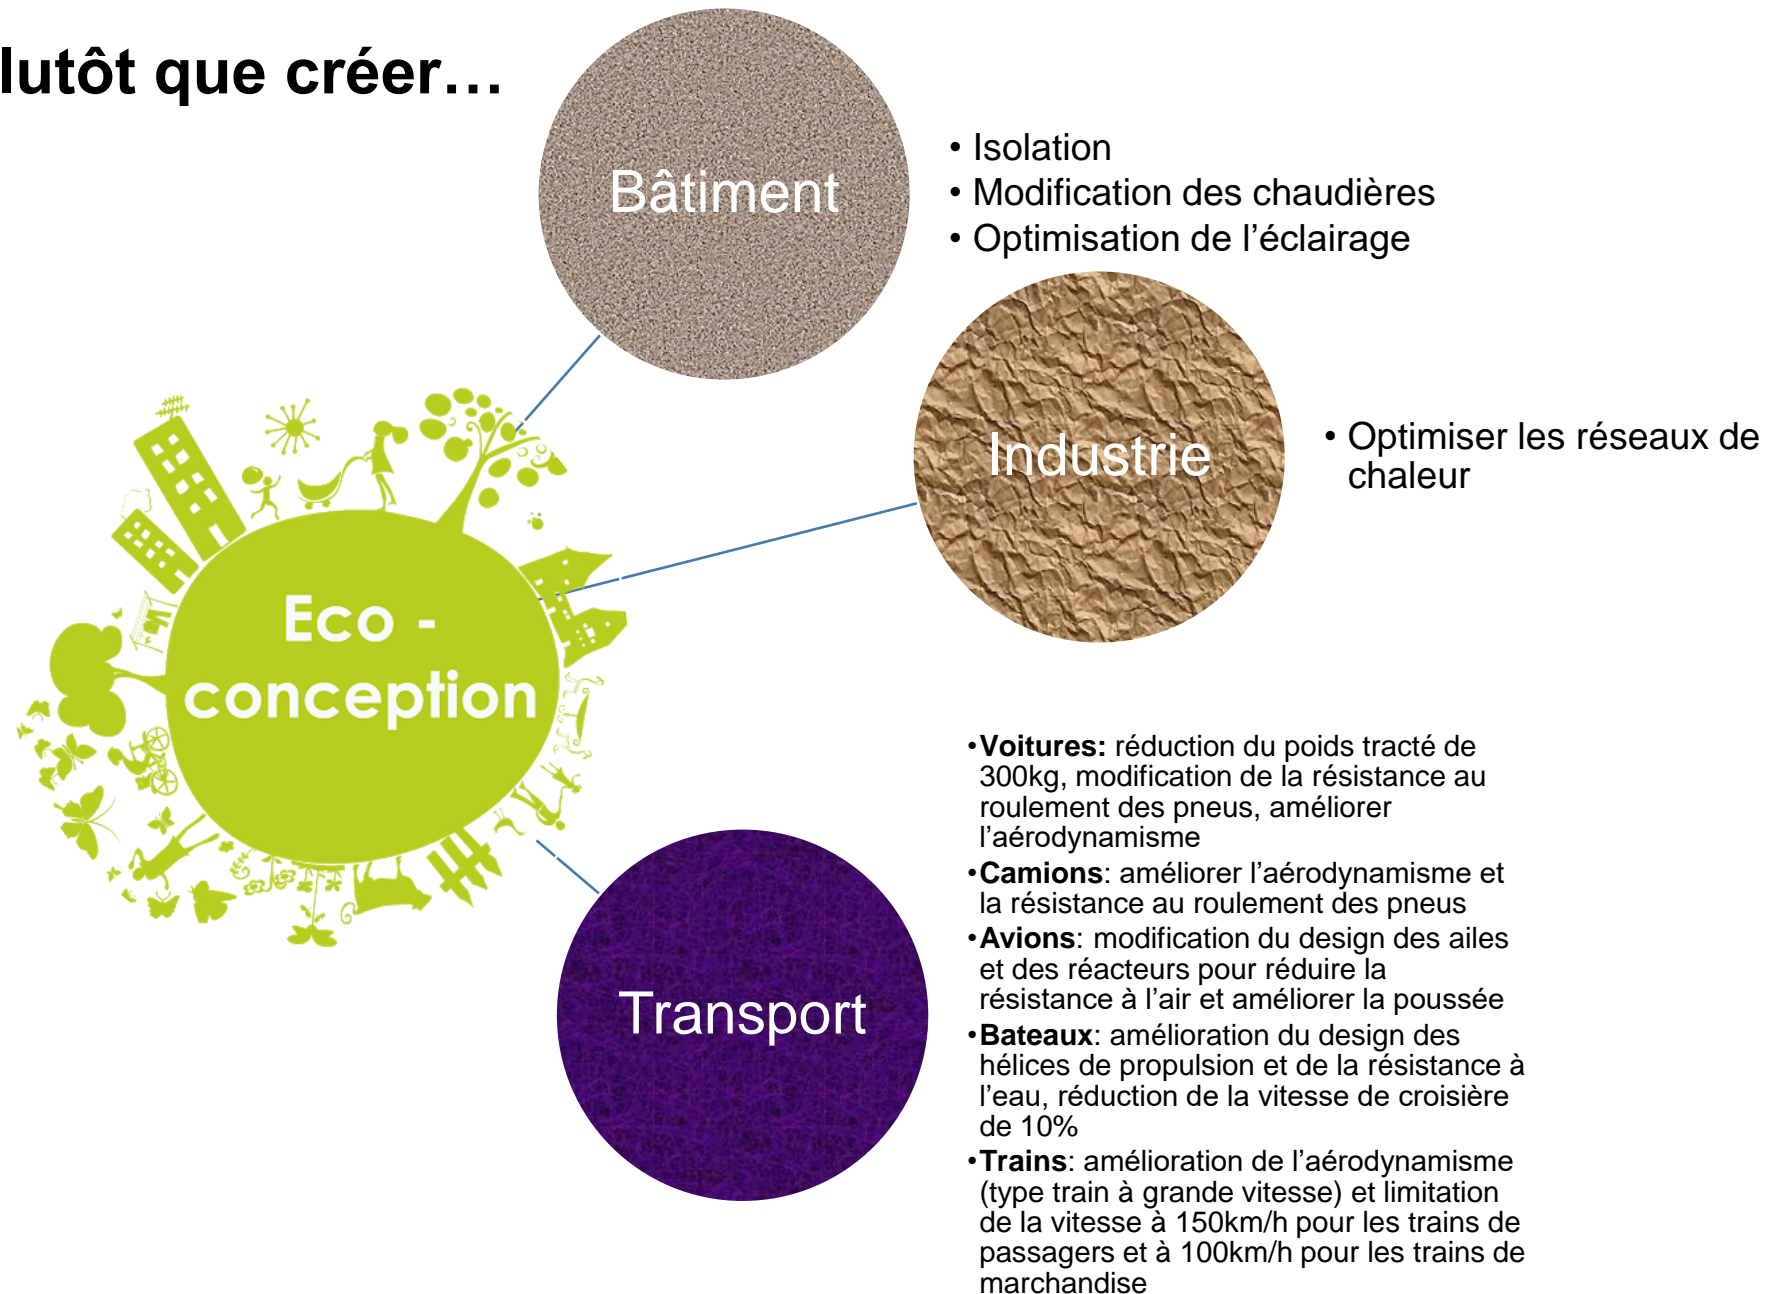 lutôt que créer…
Bâtiment
• Isolation
• Modification des chaudières
• Optimisation de l’éclairage
Industrie
• Optimiser les réseaux de
chaleur
Eco -
conception
Transport
•Voitures: réduction du poids tracté de
300kg, modification de la résistance au
roulement des pneus, améliorer
l’aérodynamisme
•Camions: améliorer l’aérodynamisme et
la résistance au roulement des pneus
•Avions: modification du design des ailes
et des réacteurs pour réduire la
résistance à l’air et améliorer la poussée
•Bateaux: amélioration du design des
hélices de propulsion et de la résistance à
l’eau, réduction de la vitesse de croisière
de 10%
•Trains: amélioration de l’aérodynamisme
(type train à grande vitesse) et limitation
de la vitesse à 150km/h pour les trains de
passagers et à 100km/h pour les trains de
marchandise